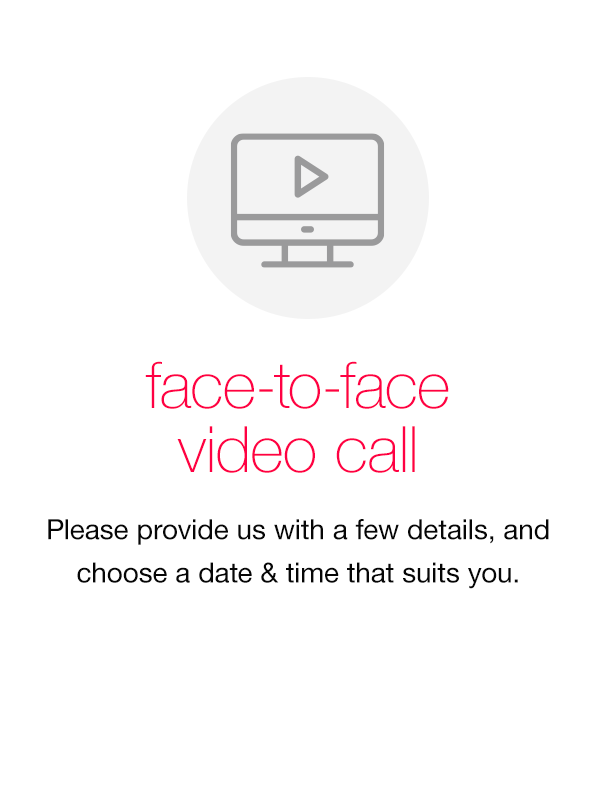 face-to-face
video call
Please provide us with a few details, and
choose a date & time that suits you.